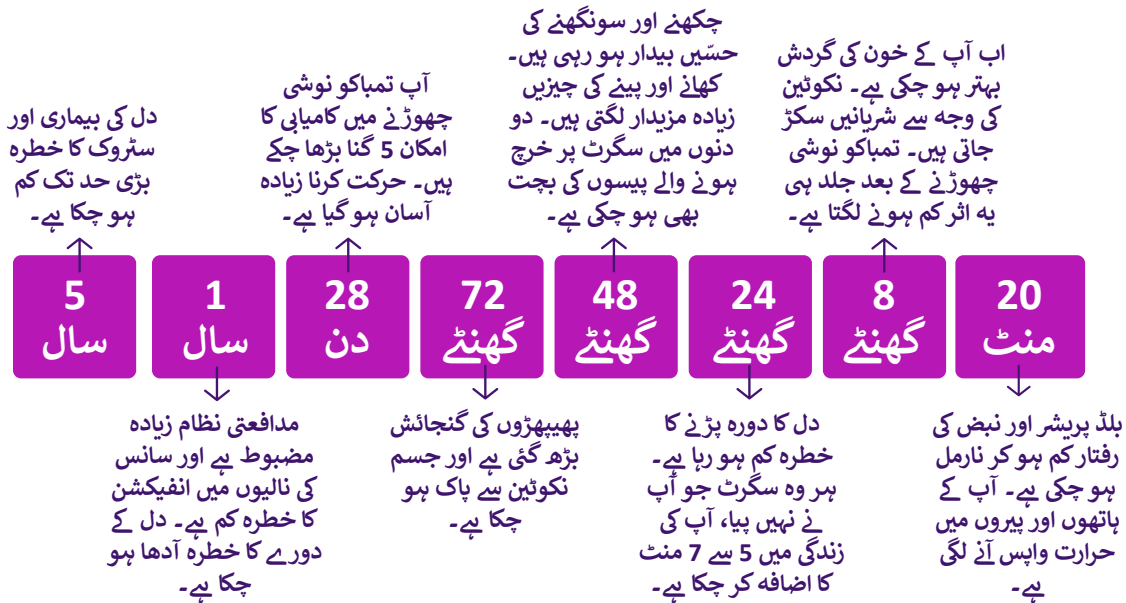 20
منٹ
بلڈ پریشر اور نبض کی
رفتار کم ہو کر نارمل
ہو چکی ہے۔ آپ کے
ہاتھوں اور پیروں میں
حرارت واپس آنے لگی
ہے۔
8
گھنٹے
اب آپ کے خون کی گردش
بہتر ہو چکی ہے۔ نکوٹین
کی وجہ سے شریانیں سکڑ
جاتی ہیں۔ تمباکو نوشی
چھوڑنے کے بعد جلد ہی
یہ اثر کم ہونے لگتا ہے۔
24
گھنٹے
دل کا دورہ پڑنے کا
خطرہ کم ہو رہا ہے۔
ہر وہ سگرٹ جو آپ
نے نہیں پیا، آپ کی
زندگی میں 5 سے 7 منٹ
کا اضافہ کر چکا ہے۔
48
گھنٹے
چکھنے اور سونگھنے کی
حسّیں بیدار ہو رہی ہیں۔
کھانے اور پینے کی چیزیں
زیادہ مزیدار لگتی ہیں۔ دو
دنوں میں سگرٹ پر خرچ
ہونے والے پیسوں کی بچت
بھی ہو چکی ہے۔
72
گھنٹے
پھیپھڑوں کی گنجائش
بڑھ گئی ہے اور جسم
نکوٹین سے پاک ہو
چکا ہے۔
28
دن
آپ تمباکو نوشی
چھوڑنے میں کامیابی کا
امکان 5 گنا بڑھا چکے
ہیں۔ حرکت کرنا زیادہ
آسان ہو گیا ہے۔
1
سال
مدافعتی نظام زیادہ
مضبوط ہے اور سانس
کی نالیوں میں انفیکشن
کا خطرہ کم ہے۔ دل کے
دورے کا خطرہ آدھا ہو
چکا ہے۔
5
سال
دل کی بیماری اور
سٹروک کا خطرہ
بڑی حد تک کم
ہو چکا ہے۔